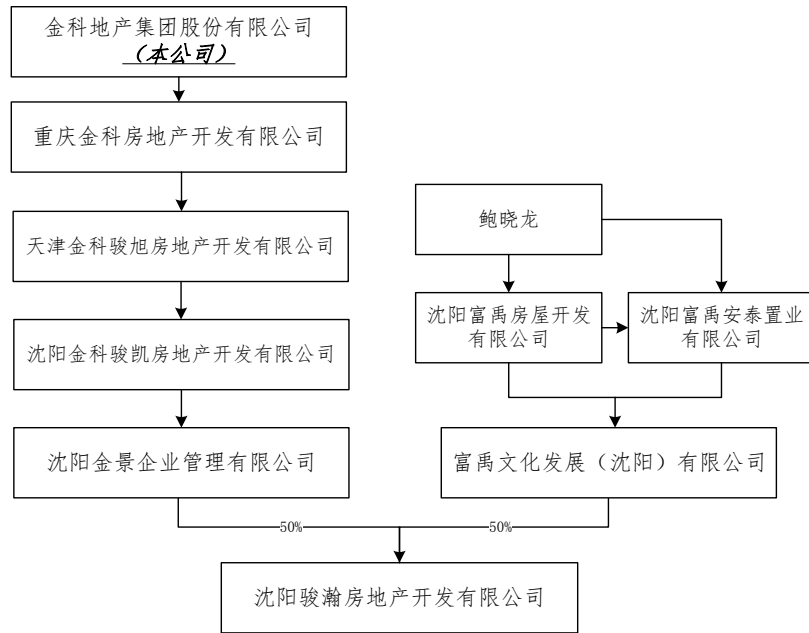 金科地产集团股份有限公司
（本公司）
重庆金科房地产开发有限公司
天津金科骏旭房地产开发有限公司
沈阳金科骏凯房地产开发有限公司
沈阳金景企业管理有限公司
鲍晓龙
沈阳富禹房屋开发
有限公司
沈阳富禹安泰置业
有限公司
富禹文化发展（沈阳）有限公司
50%
50%
沈阳骏瀚房地产开发有限公司